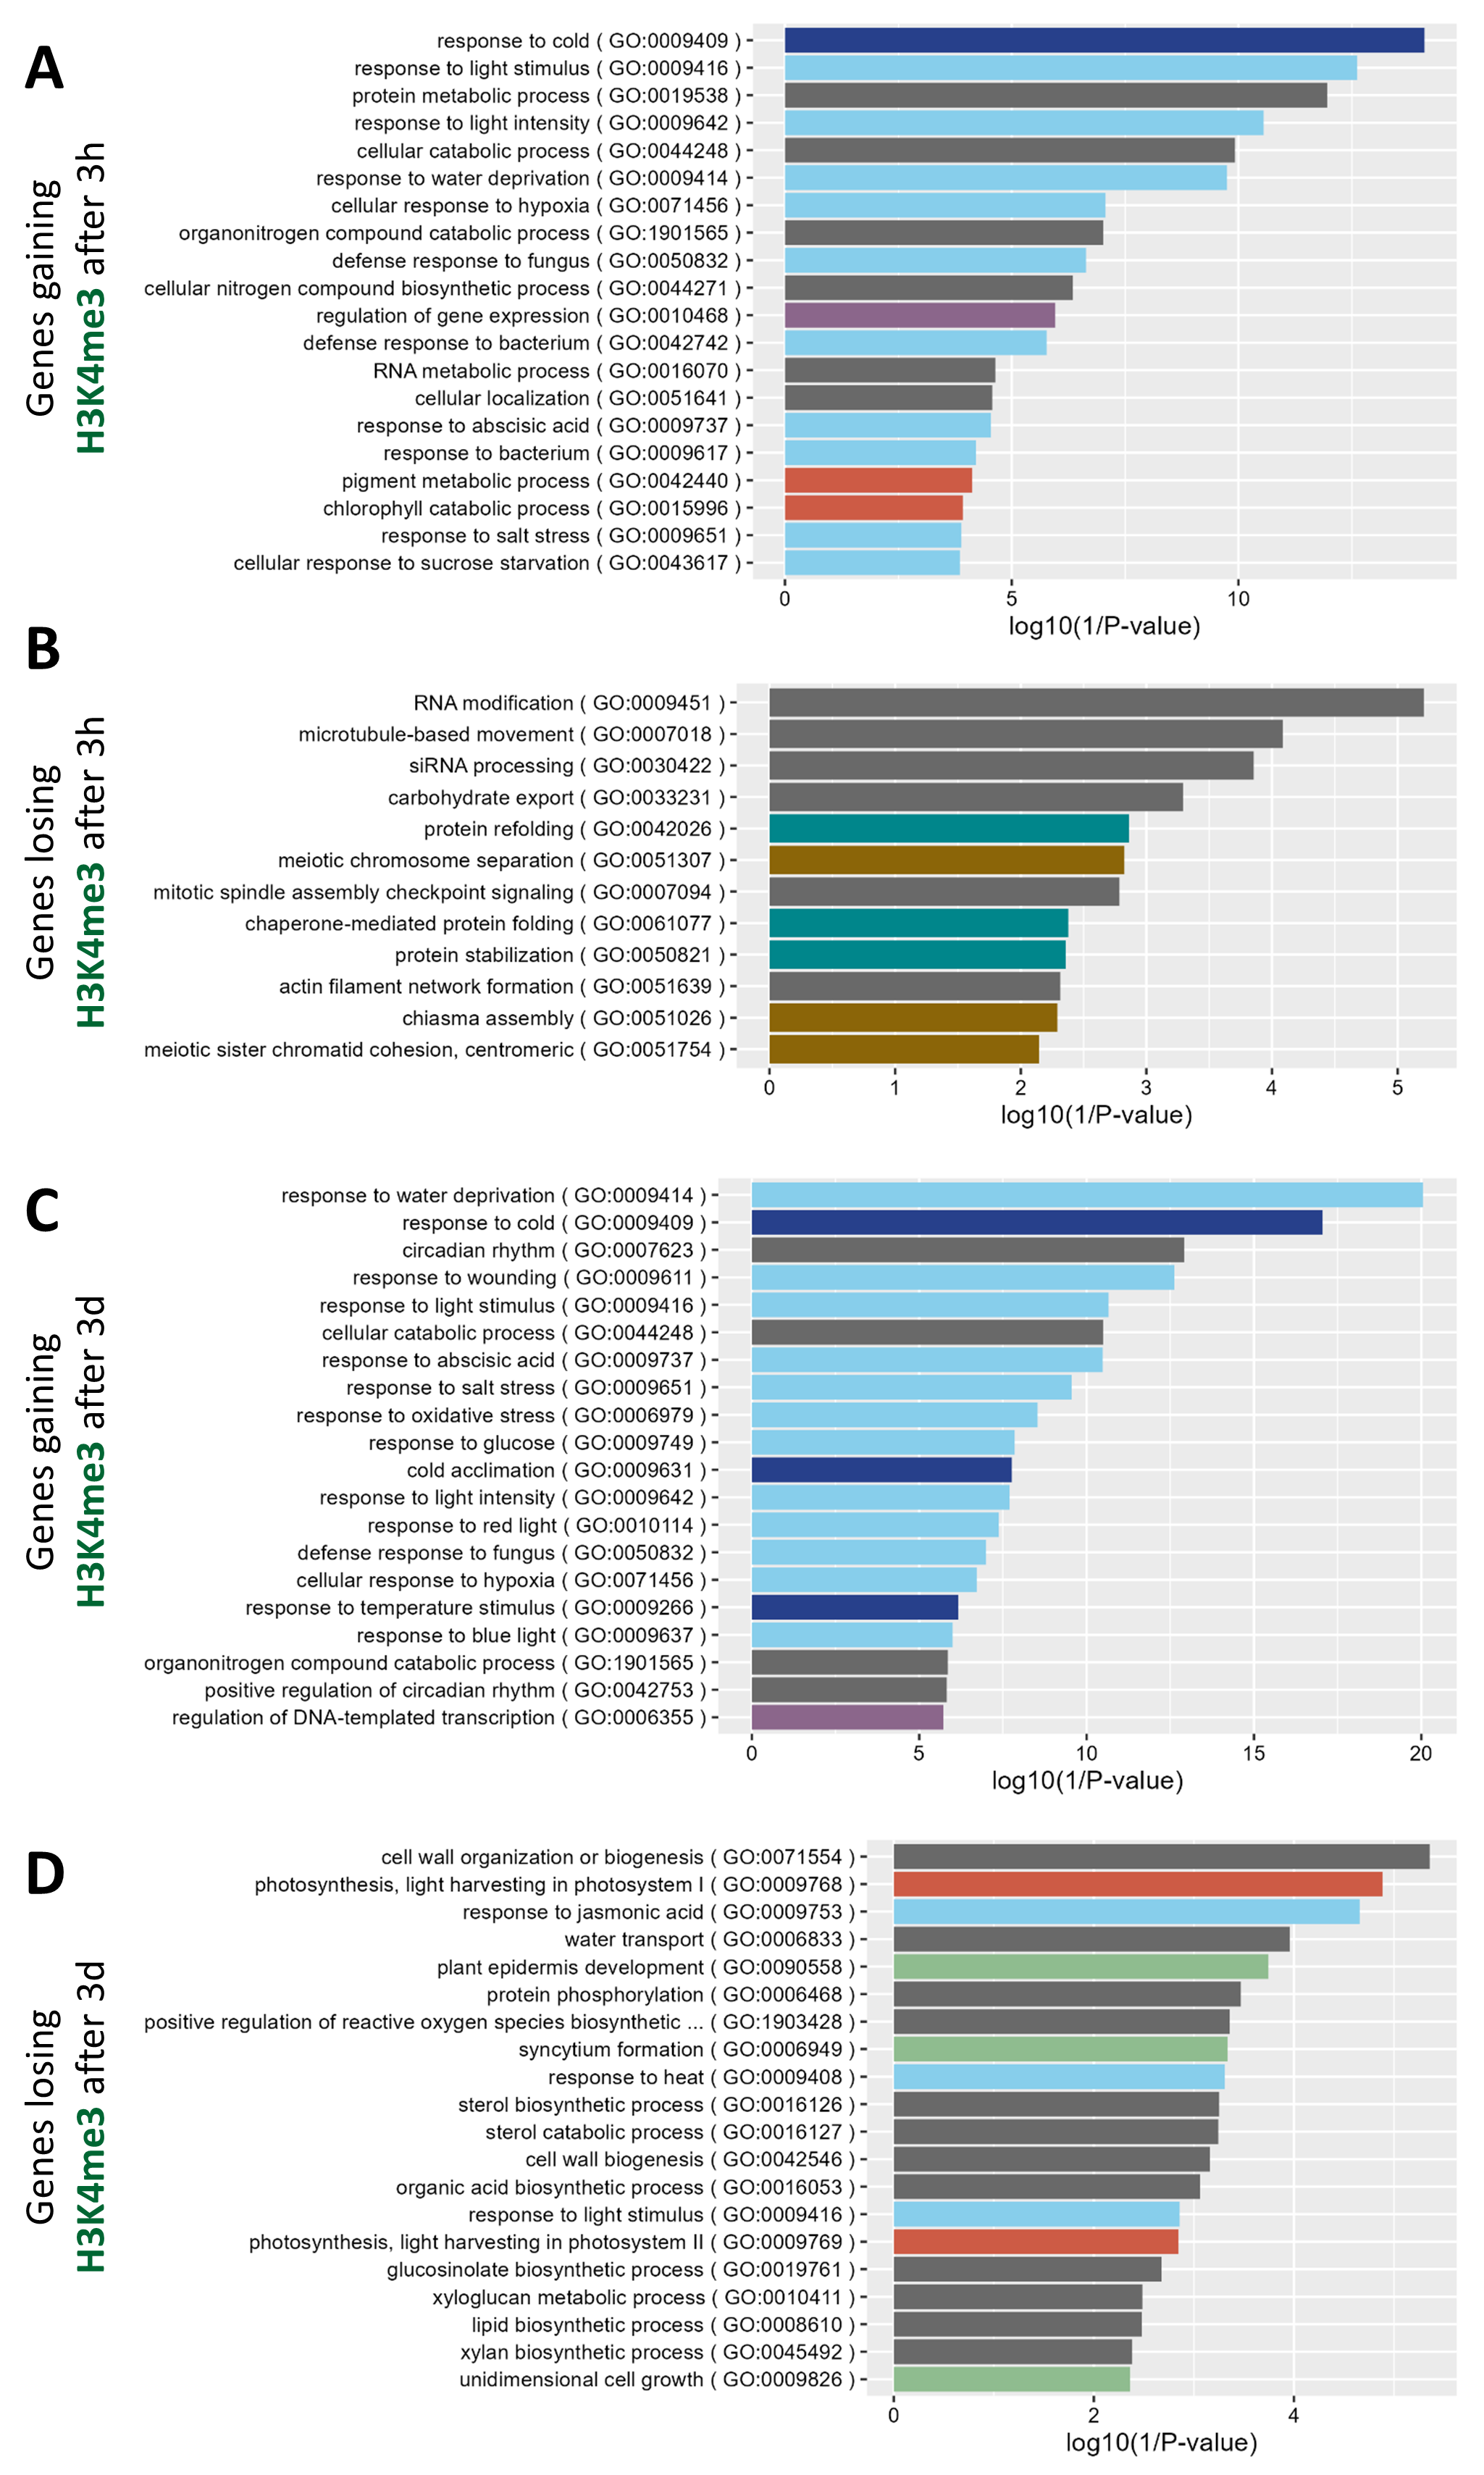 A
Genes gaining
H3K4me3 after 3h
response to cold ( GO:0009409 )
response to light stimulus ( GO:0009416 )
protein metabolic process ( GO:0019538 )
response to light intensity ( GO:0009642 )
cellular catabolic process ( GO:0044248 )
response to water deprivation ( GO:0009414 )
cellular response to hypoxia ( GO:0071456 )
organonitrogen compound catabolic process ( GO:1901565 )
defense response to fungus ( GO:0050832 )
cellular nitrogen compound biosynthetic process ( GO:0044271 )
regulation of gene expression ( GO:0010468 )
defense response to bacterium ( GO:0042742 )
RNA metabolic process ( GO:0016070 )
cellular localization ( GO:0051641 )
response to abscisic acid ( GO:0009737 )
response to bacterium ( GO:0009617 )
pigment metabolic process ( GO:0042440 )
chlorophyll catabolic process ( GO:0015996 )
response to salt stress ( GO:0009651 )
cellular response to sucrose starvation ( GO:0043617 )
0 5 10
log10(1/P-value)
B
Genes losing
H3K4me3 after 3h
RNA modification ( GO:0009451 )
microtubule-based movement ( GO:0007018 )
siRNA processing ( GO:0030422 )
carbohydrate export ( GO:0033231 )
protein refolding ( GO:0042026 )
meiotic chromosome separation ( GO:0051307 )
mitotic spindle assembly checkpoint signaling ( GO:0007094 )
chaperone-mediated protein folding ( GO:0061077 )
protein stabilization ( GO:0050821 )
actin filament network formation ( GO:0051639 )
chiasma assembly ( GO:0051026 )
meiotic sister chromatid cohesion, centromeric ( GO:0051754 )
0 1 2 3 4 5
log10(1/P-value)
C
Genes gaining
H3K4me3 after 3d
response to water deprivation ( GO:0009414 )
response to cold ( GO:0009409 )
circadian rhythm ( GO:0007623 )
response to wounding ( GO:0009611 )
response to light stimulus ( GO:0009416 )
cellular catabolic process ( GO:0044248 )
response to abscisic acid ( GO:0009737 )
response to salt stress ( GO:0009651 )
response to oxidative stress ( GO:0006979 )
response to glucose ( GO:0009749 )
cold acclimation ( GO:0009631 )
response to light intensity ( GO:0009642 )
response to red light ( GO:0010114 )
defense response to fungus ( GO:0050832 )
cellular response to hypoxia ( GO:0071456 )
response to temperature stimulus ( GO:0009266 )
response to blue light ( GO:0009637 )
organonitrogen compound catabolic process ( GO:1901565 )
positive regulation of circadian rhythm ( GO:0042753 )
regulation of DNA-templated transcription ( GO:0006355 )
0 5 10 15 20
log10(1/P-value)
D
Genes losing
H3K4me3 after 3d
cell wall organization or biogenesis ( GO:0071554 )
photosynthesis, light harvesting in photosystem I ( GO:0009768 )
response to jasmonic acid ( GO:0009753 )
water transport ( GO:0006833 )
plant epidermis development ( GO:0090558 )
protein phosphorylation ( GO:0006468 )
positive regulation of reactive oxygen species biosynthetic ... ( GO:1903428 )
syncytium formation ( GO:0006949 )
response to heat ( GO:0009408 )
sterol biosynthetic process ( GO:0016126 )
sterol catabolic process ( GO:0016127 )
cell wall biogenesis ( GO:0042546 )
organic acid biosynthetic process ( GO:0016053 )
response to light stimulus ( GO:0009416 )
photosynthesis, light harvesting in photosystem II ( GO:0009769 )
glucosinolate biosynthetic process ( GO:0019761 )
xyloglucan metabolic process ( GO:0010411 )
lipid biosynthetic process ( GO:0008610 )
xylan biosynthetic process ( GO:0045492 )
unidimensional cell growth ( GO:0009826 )
0 2 4
log10(1/P-value)